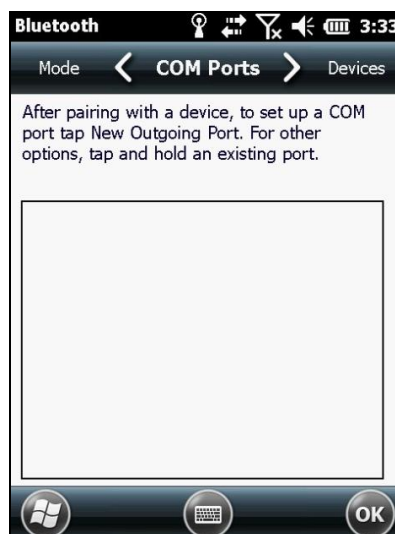 Bluetooth 3:33
Mode COM Ports Devices
After pairing with a device, to set up a COM
port tap New Outgoing Port. For other
options, tap and hold an existing port.
OK